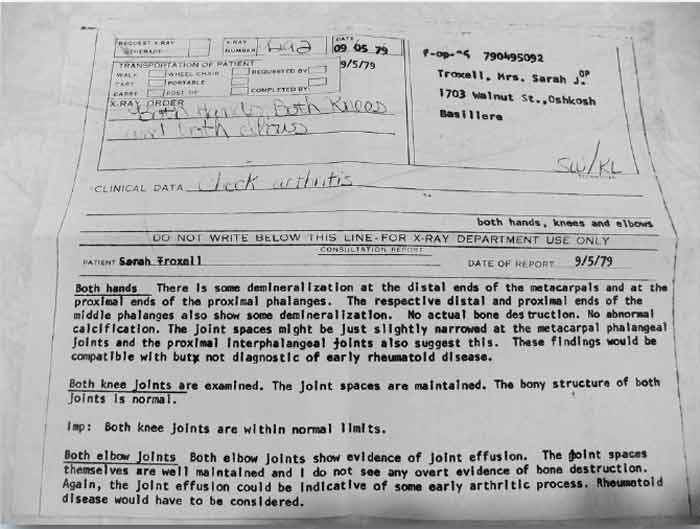 REQUEST X-RAY
X-RAY NUMBER
DATE
09 05 79
9/5/79
TRANSPORTATION OF PATIENT
WALK WHEEL CHAIR REQUESTED BY
CART PORTABLE
CARRY POST OP COMPLETED BY
X-RAY ORDER
Both Hands, Both Knees
and both elbows
790495092
Troxell, Mrs. Sarah J. OP
1703 Walnut St.,Oshkosh
Basiliere
SW/KL
CLINICAL DATA check arthritis
both hands, knees and elbows
DO NOT WRITE BELOW THIS LINE-FOR X-RAY DEPARTMENT USE ONLY
CONSULTATION REPORT
PATIENT Sarah Troxell DATE OF REPORT 9/5/79
Both hands There is some demineralization at the distal ends of the metacarpals and at the
proximal ends of the proximal phalanges. The respective distal and proximal ends of the
middle phalanges also show some demineralization. No actual bone destruction. No abnormal
calcification. The joint spaces might be just slightly narrowed at the metacarpal phalangeal
joints and the proximal interphalangeal joints also suggest this. These findings would be
compatible with butx not diagnostic of early rheumatoid disease.
Both knee joints are examined. The joint spaces are maintained. The bony structure of both
joints is normal.
Imp: Both knee joints are within normal limits.
Both elbow joints Both elbow joints show evidence of joint effusion. The joint spaces
themselves are well maintained and I do not see any overt evidence of bone destruction.
Again, the joint effusion could be indicative of some early arthritic process. Rheumatoid
disease would have to be considered.